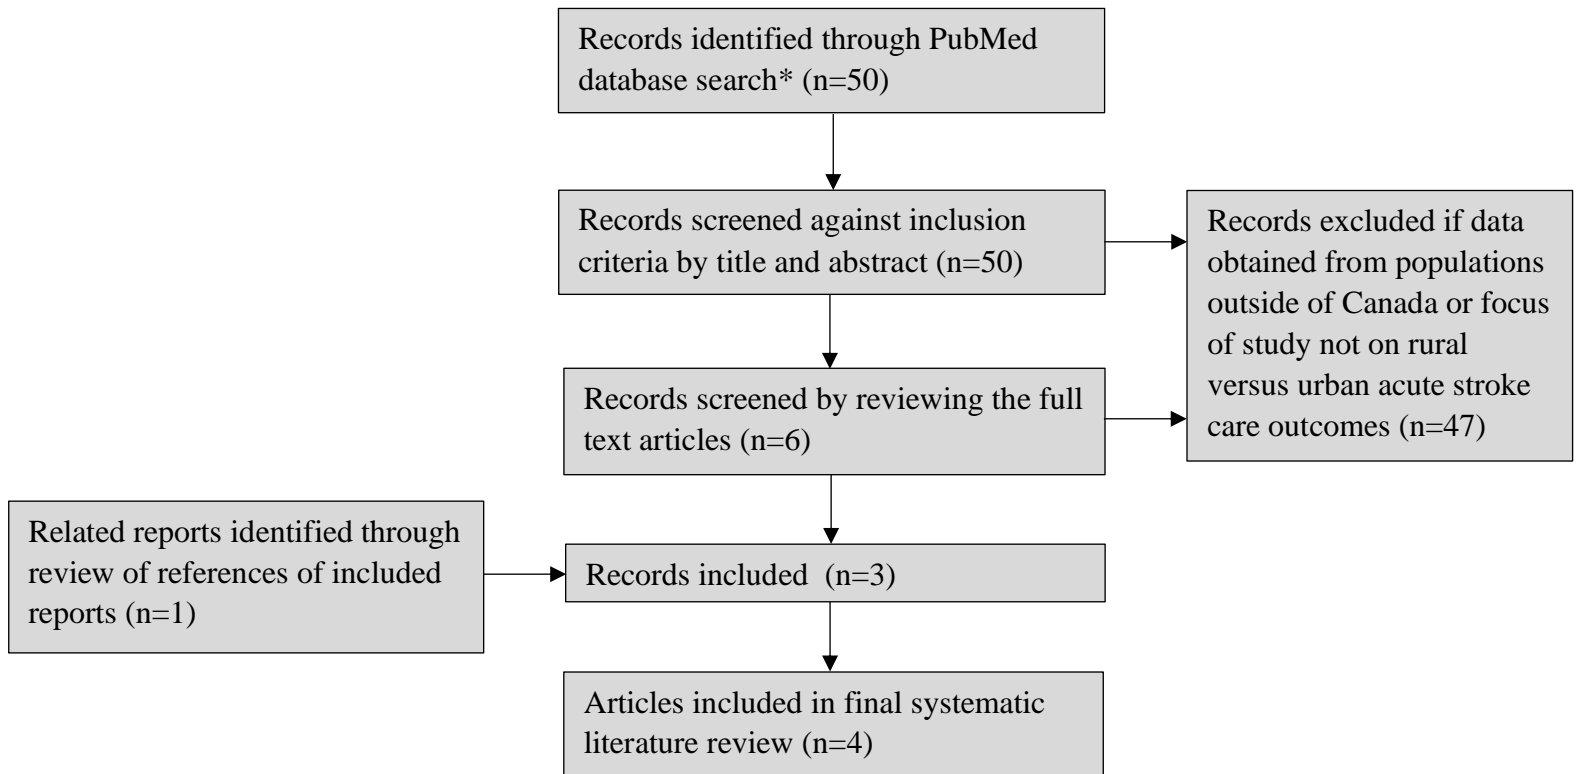 Records identified through PubMed
database search* (n=50)
Records screened against inclusion
criteria by title and abstract (n=50)
Records excluded if data
obtained from populations
outside of Canada or focus
of study not on rural
versus urban acute stroke
care outcomes (n=47)
Records screened by reviewing the full
text articles (n=6)
Related reports identified through
review of references of included
reports (n=1)
Records included (n=3)
Articles included in final systematic
literature review (n=4)